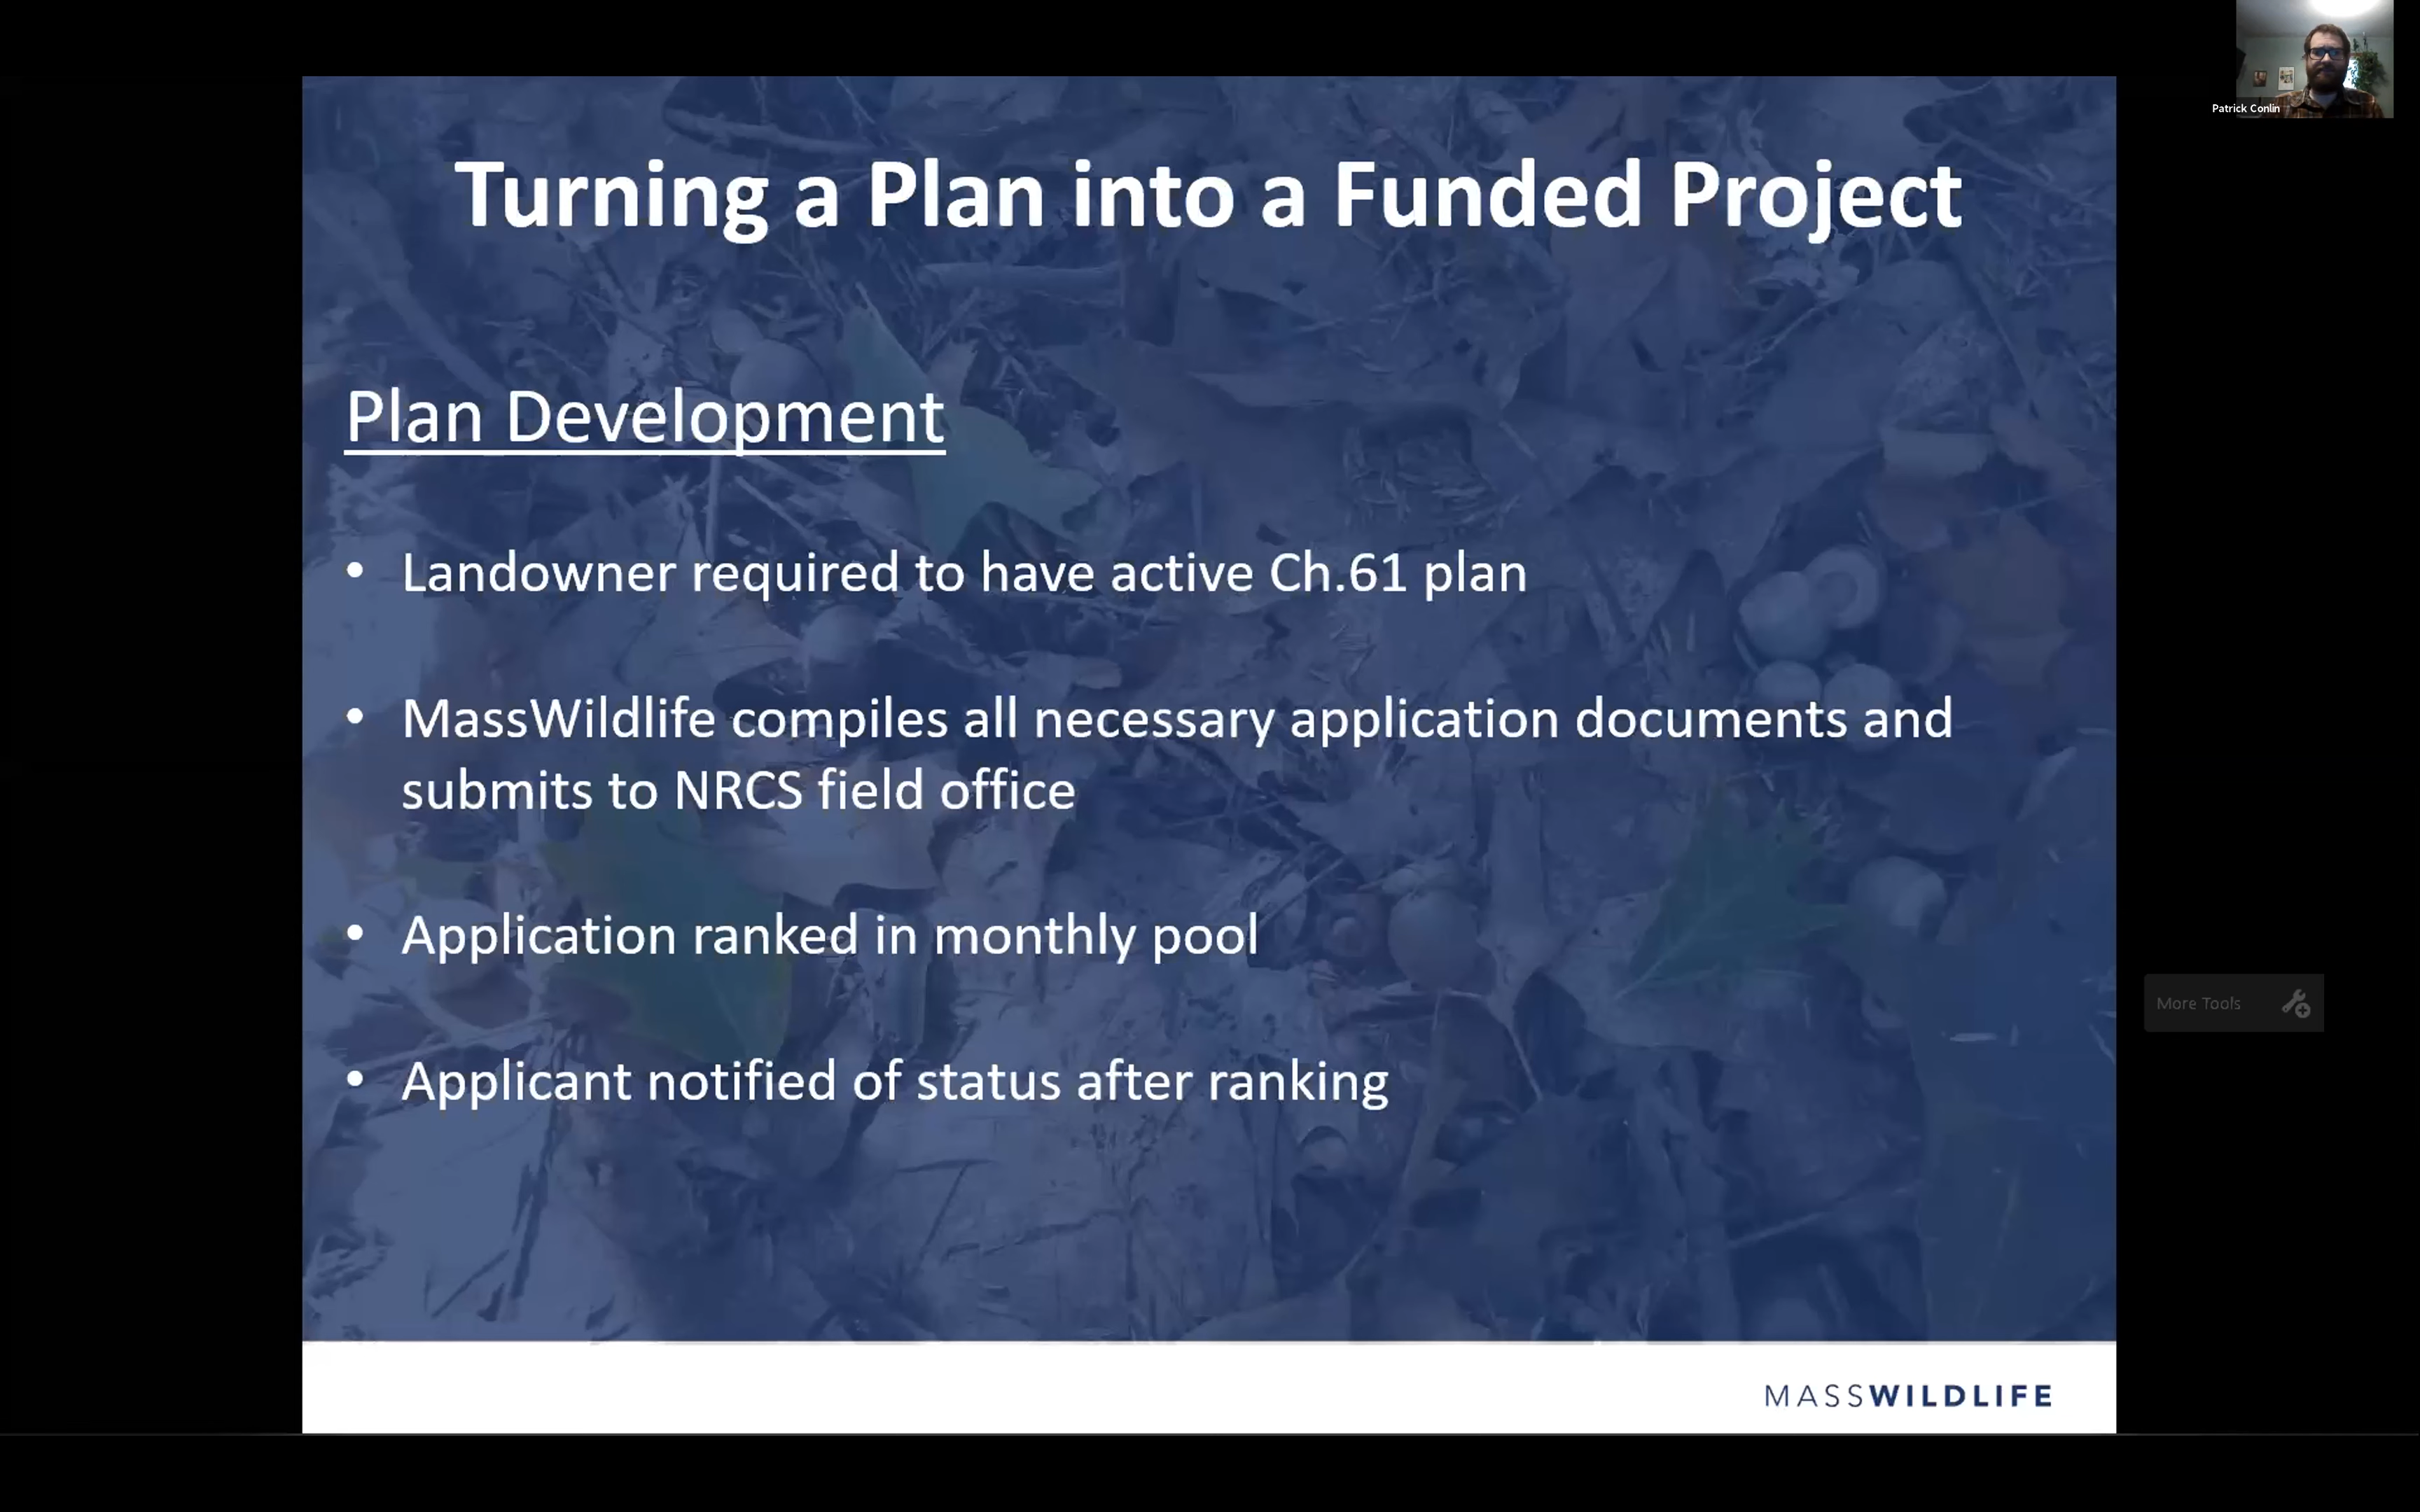 Patrick Conlin
Turning a Plan into a Funded Project
Plan Development
• Landowner required to have active Ch.61 plan
• MassWildlife compiles all necessary application documents and
submits to NRCS field office
• Application ranked in monthly pool
• Applicant notified of status after ranking
More Tools
MASSWILDLIFE